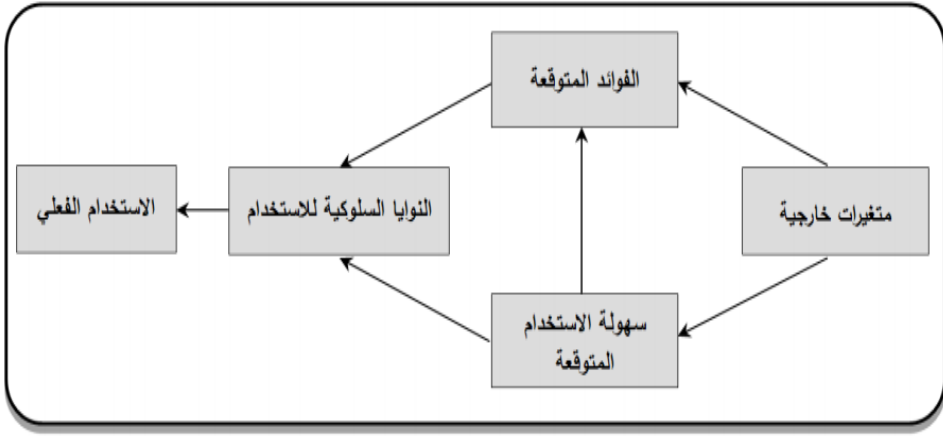 الفوائد المتوقعة
متغيرات خارجية
النوايا السلوكية للاستخدام
الاستخدام الفعلي
سهولة الاستخدام
المتوقعة